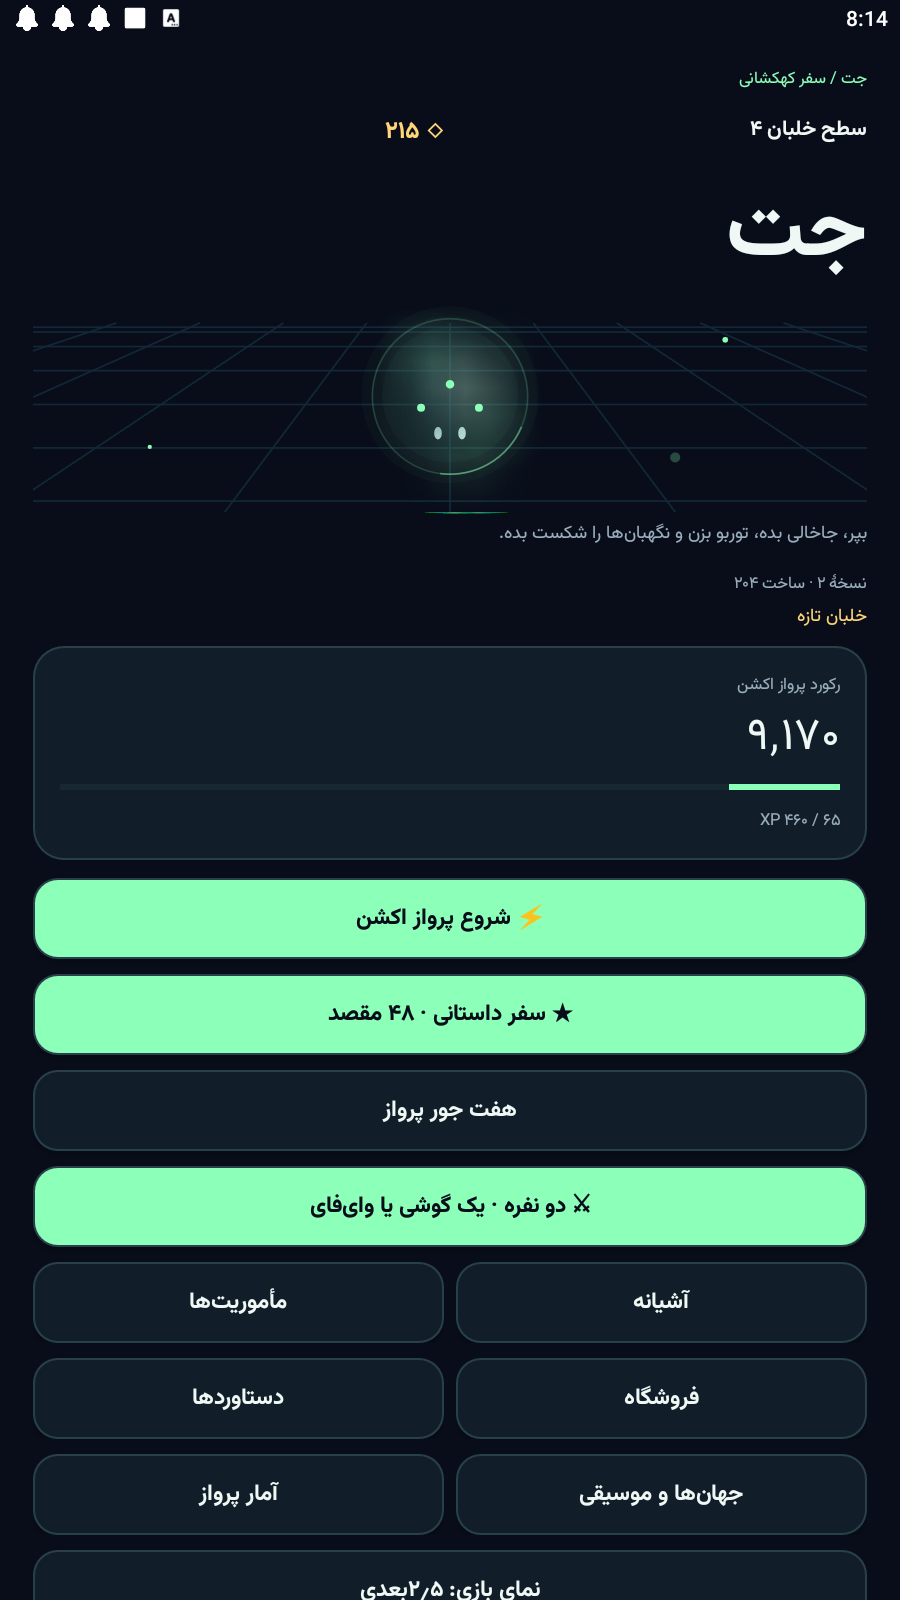 8:14
جت / سفر کهکشانی
سطح خلبان ۴
◇ ۲۱۵
جت
بپر، جاخالی بده، توربو بزن و نگهبان‌ها را شکست بده.
نسخهٔ ۲ · ساخت ۲۰۴
خلبان تازه
رکورد پرواز اکشن
۹,۱۷۰
۶۵ / ۴۶۰ XP
⚡ شروع پرواز اکشن
★ سفر داستانی · ۴۸ مقصد
هفت جور پرواز
⚔ دو نفره · یک گوشی یا وای‌فای
آشیانه
مأموریت‌ها
فروشگاه
دستاوردها
جهان‌ها و موسیقی
آمار پرواز
نمای بازی: ۲٫۵بعدی